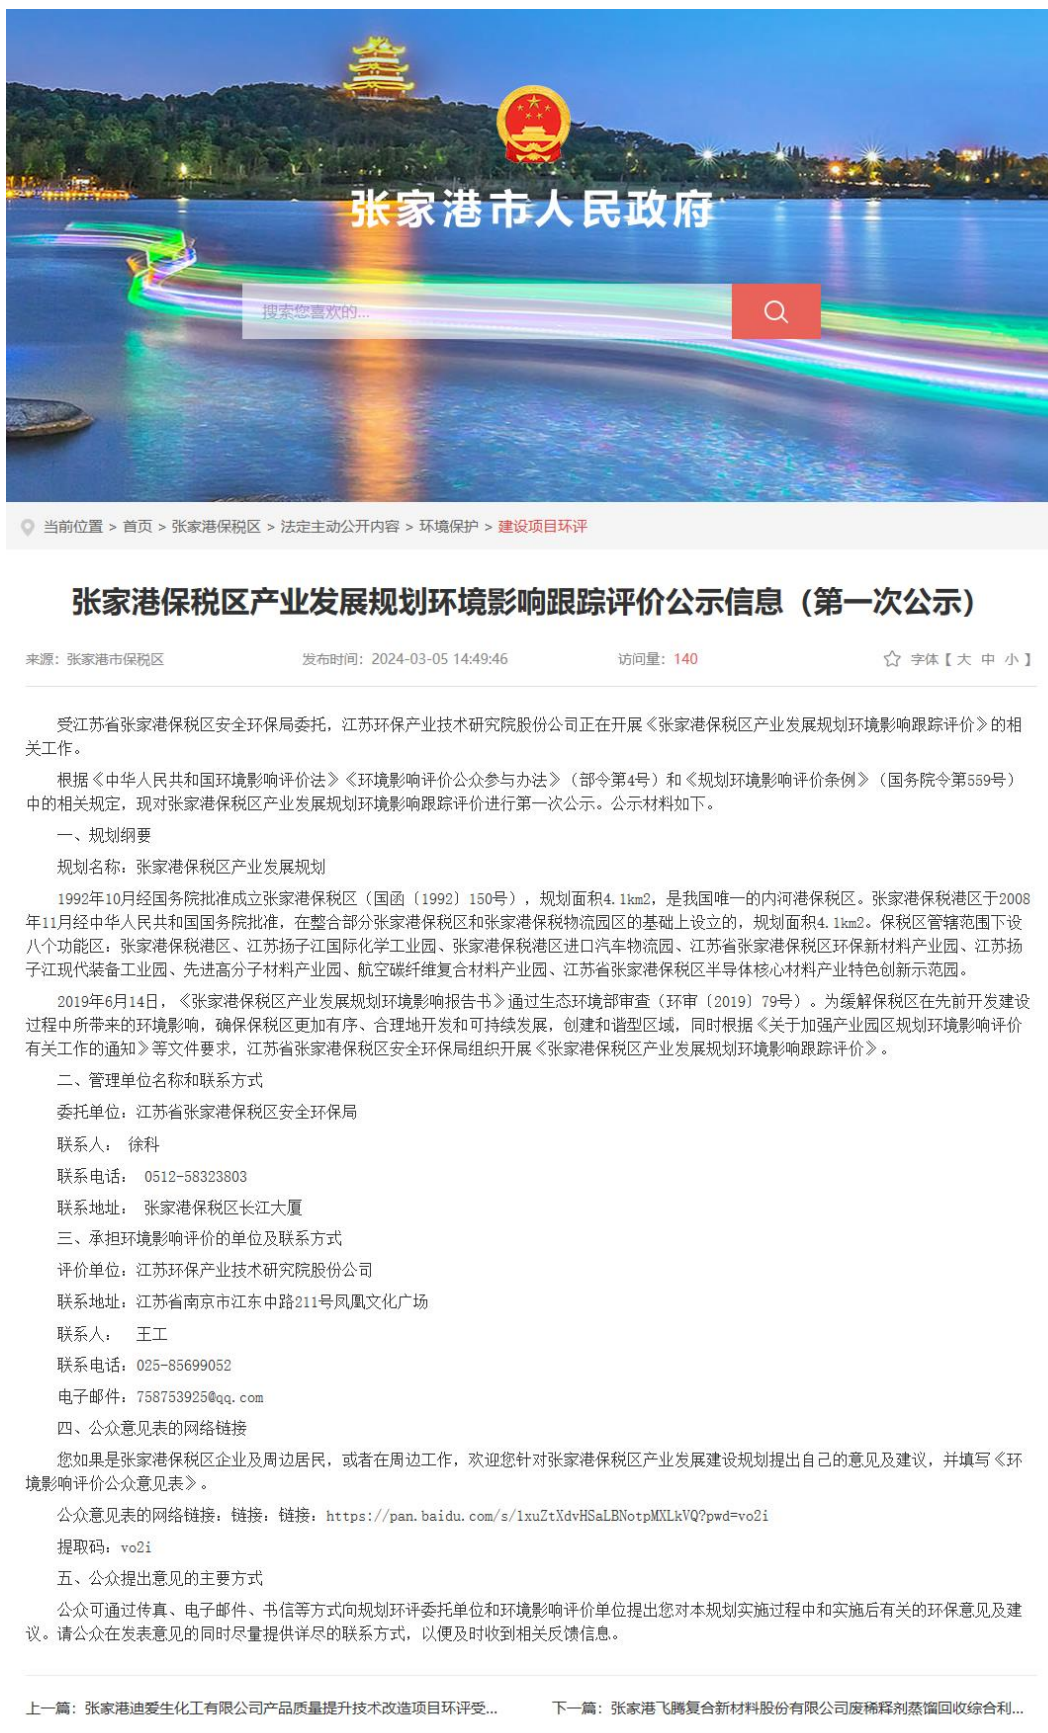 张家港市人民政府
搜索您喜欢的...
当前位置 > 首页 > 张家港保税区 > 法定主动公开内容 > 环境保护 > 建设项目环评
张家港保税区产业发展规划环境影响跟踪评价公示信息（第一次公示）
来源：张家港市保税区 发布时间：2024-03-05 14:49:46 访问量：140 字体【 大 中 小 】
受江苏省张家港保税区安全环保局委托，江苏环保产业技术研究院股份公司正在开展《张家港保税区产业发展规划环境影响跟踪评价》的相
关工作。
根据《中华人民共和国环境影响评价法》《环境影响评价公众参与办法》（部令第4号）和《规划环境影响评价条例》（国务院令第559号）
中的相关规定，现对张家港保税区产业发展规划环境影响跟踪评价进行第一次公示。公示材料如下。
一、规划纲要
规划名称：张家港保税区产业发展规划
1992年10月经国务院批准成立张家港保税区（国函〔1992〕150号），规划面积4.1km2，是我国唯一的内河港保税区。张家港保税港区于2008
年11月经中华人民共和国国务院批准，在整合部分张家港保税区和张家港保税物流园区的基础上设立的，规划面积4.1km2。保税区管辖范围下设
八个功能区：张家港保税港区、江苏扬子江国际化学工业园、张家港保税港区进口汽车物流园、江苏省张家港保税区环保新材料产业园、江苏扬
子江现代装备工业园、先进高分子材料产业园、航空碳纤维复合材料产业园、江苏省张家港保税区半导体核心材料产业特色创新示范园。
2019年6月14日，《张家港保税区产业发展规划环境影响报告书》通过生态环境部审查（环审〔2019〕79号）。为缓解保税区在先前开发建设
过程中所带来的环境影响，确保保税区更加有序、合理地开发和可持续发展，创建和谐型区域，同时根据《关于加强产业园区规划环境影响评价
有关工作的通知》等文件要求，江苏省张家港保税区安全环保局组织开展《张家港保税区产业发展规划环境影响跟踪评价》。
二、管理单位名称和联系方式
委托单位：江苏省张家港保税区安全环保局
联系人： 徐科
联系电话： 0512-58323803
联系地址： 张家港保税区长江大厦
三、承担环境影响评价的单位及联系方式
评价单位：江苏环保产业技术研究院股份公司
联系地址：江苏省南京市江东中路211号凤凰文化广场
联系人： 王工
联系电话：025-85699052
电子邮件：758753925@qq.com
四、公众意见表的网络链接
您如果是张家港保税区企业及周边居民，或者在周边工作，欢迎您针对张家港保税区产业发展建设规划提出自己的意见及建议，并填写《环
境影响评价公众意见表》。
公众意见表的网络链接：链接：链接：https://pan.baidu.com/s/1xuZtXdvHSaLBNotpMXLkVQ?pwd=vo2i
提取码：vo2i
五、公众提出意见的主要方式
公众可通过传真、电子邮件、书信等方式向规划环评委托单位和环境影响评价单位提出您对本规划实施过程中和实施后有关的环保意见及建
议。请公众在发表意见的同时尽量提供详尽的联系方式，以便及时收到相关反馈信息。
上一篇：张家港迪爱生化工有限公司产品质量提升技术改造项目环评受... 下一篇：张家港飞腾复合新材料股份有限公司废稀释剂蒸馏回收综合利...